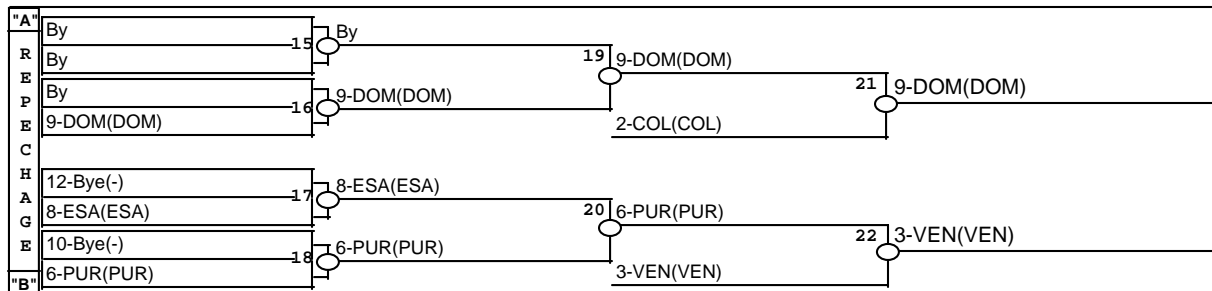 "A"
REPECHAGE
"B"
By
By
15
By
By
9-DOM(DOM)
16
9-DOM(DOM)
19
9-DOM(DOM)
2-COL(COL)
21
9-DOM(DOM)
12-Bye(-)
8-ESA(ESA)
17
8-ESA(ESA)
10-Bye(-)
6-PUR(PUR)
18
6-PUR(PUR)
20
6-PUR(PUR)
3-VEN(VEN)
22
3-VEN(VEN)